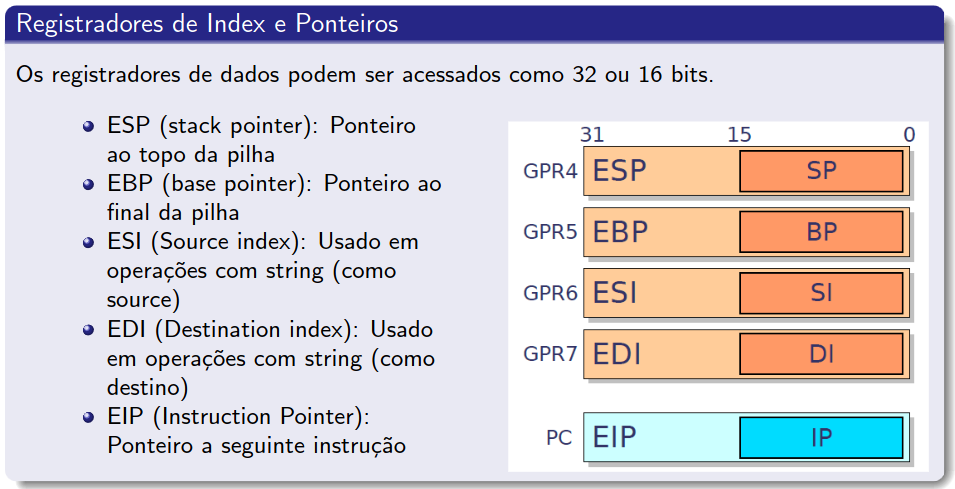 Registradores de Index e Ponteiros
Os registradores de dados podem ser acessados como 32 ou 16 bits.
ESP (stack pointer): Ponteiro
ao topo da pilha
EBP (base pointer): Ponteiro ao
final da pilha
ESI (Source index): Usado em
operações com string (como
source)
EDI (Destination index): Usado
em operações com string (como
destino)
EIP (Instruction Pointer):
Ponteiro a seguinte instrução
31 15 0
GPR4 ESP SP
GPR5 EBP BP
GPR6 ESI SI
GPR7 EDI DI
PC EIP IP